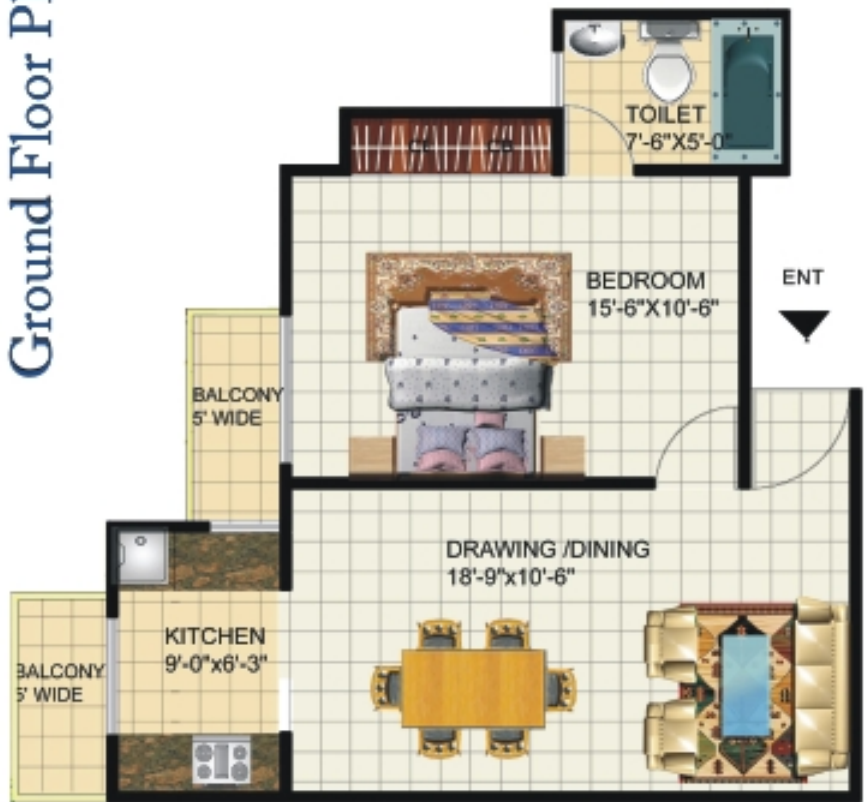 Ground Floor
TOILET
7'-6"X5'-0"
BEDROOM
15'-6"X10'-6"
ENT
BALCONY
5' WIDE
DRAWING /DINING
18'-9"x10'-6"
KITCHEN
9'-0"x6'-3"
BALCONY
5' WIDE